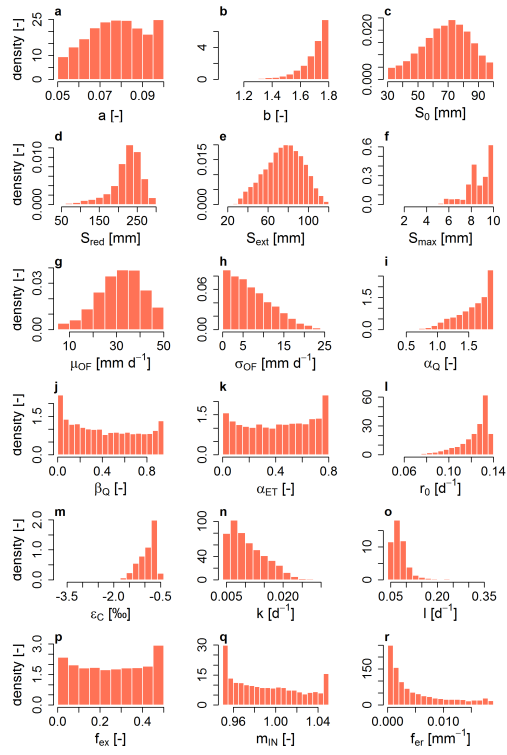 a b c
density [-] 0 10 25 0 2 4 6 0.000 0.020
0.05 0.07 0.09 1.2 1.4 1.6 1.8 30 50 70 90
a [-] b [-] S0 [mm]
d e f
density [-] 0.000 0.010 0.000 0.015 0.0 0.3 0.6
50 150 250 20 60 100 2 4 6 8 10
Sred [mm] Sext [mm] Smax [mm]
g h i
density [-] 0.00 0.03 0.00 0.06 0.0 1.5
10 20 30 40 50 0 5 15 25 0.5 1.0 1.5
μOF [mm d⁻¹] σOF [mm d⁻¹] αQ [-]
j k l
density [-] 0.0 1.5 0.0 1.5 0 20 40 60
0.0 0.4 0.8 0.0 0.4 0.8 0.06 0.10 0.14
βQ [-] αET [-] r0 [d⁻¹]
m n o
density [-] 0.0 1.0 2.0 0 40 80 0 10
-3.5 -2.0 -0.5 0.005 0.020 0.05 0.20 0.35
εC [‰] k [d⁻¹] l [d⁻¹]
p q r
density [-] 0.0 1.5 3.0 0 15 30 0 150
0.0 0.2 0.4 0.96 1.00 1.04 0.000 0.010
fex [-] mIN [-] fer [mm⁻¹]